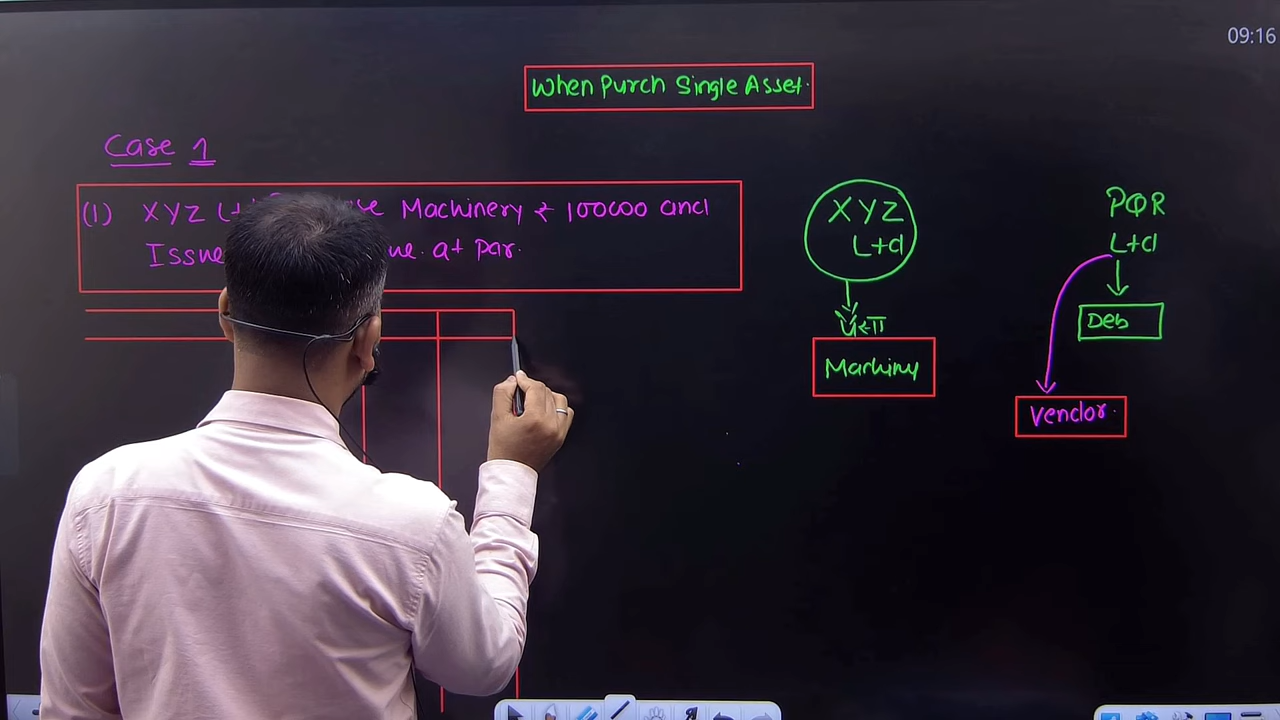 09:16
When Purch Single Asset.
Case 1
(1) XYZ Machinery ₹ 100000 and
at par.
XYZ
Ltd
Machiny
PQR
Ltd
Deb
Vendor